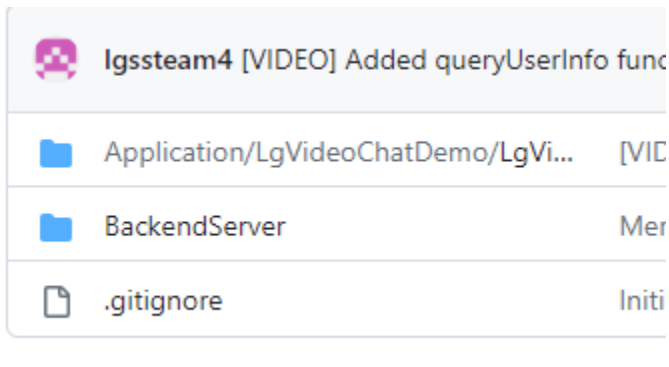 lgssteam4 [VIDEO] Added queryUserInfo func
Application/LgVideoChatDemo/LgVi... [VID
BackendServer Mer
.gitignore Initi